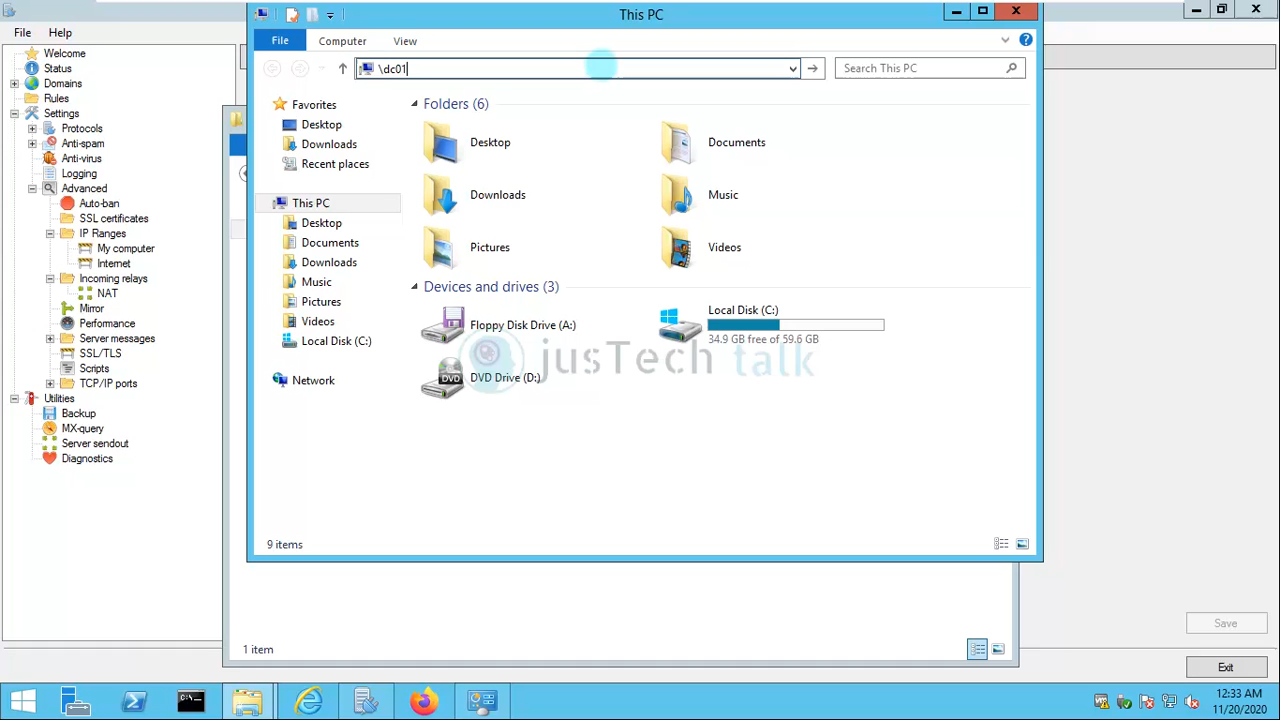 This PC
File Help
File Computer View
\dc01
Search This PC
Welcome
Status
Domains
Rules
Settings
Protocols
Anti-spam
Anti-virus
Logging
Advanced
Auto-ban
SSL certificates
IP Ranges
My computer
Internet
Incoming relays
NAT
Mirror
Performance
Server messages
SSL/TLS
Scripts
TCP/IP ports
Utilities
Backup
MX-query
Server sendout
Diagnostics
Favorites
Desktop
Downloads
Recent places
This PC
Desktop
Documents
Downloads
Music
Pictures
Videos
Local Disk (C:)
Network
Folders (6)
Desktop
Documents
Downloads
Music
Pictures
Videos
Devices and drives (3)
Floppy Disk Drive (A:)
Local Disk (C:)
34.9 GB free of 59.6 GB
DVD
DVD Drive (D:)
jusTech talk
9 items
1 item
Save
Exit
12:33 AM
11/20/2020